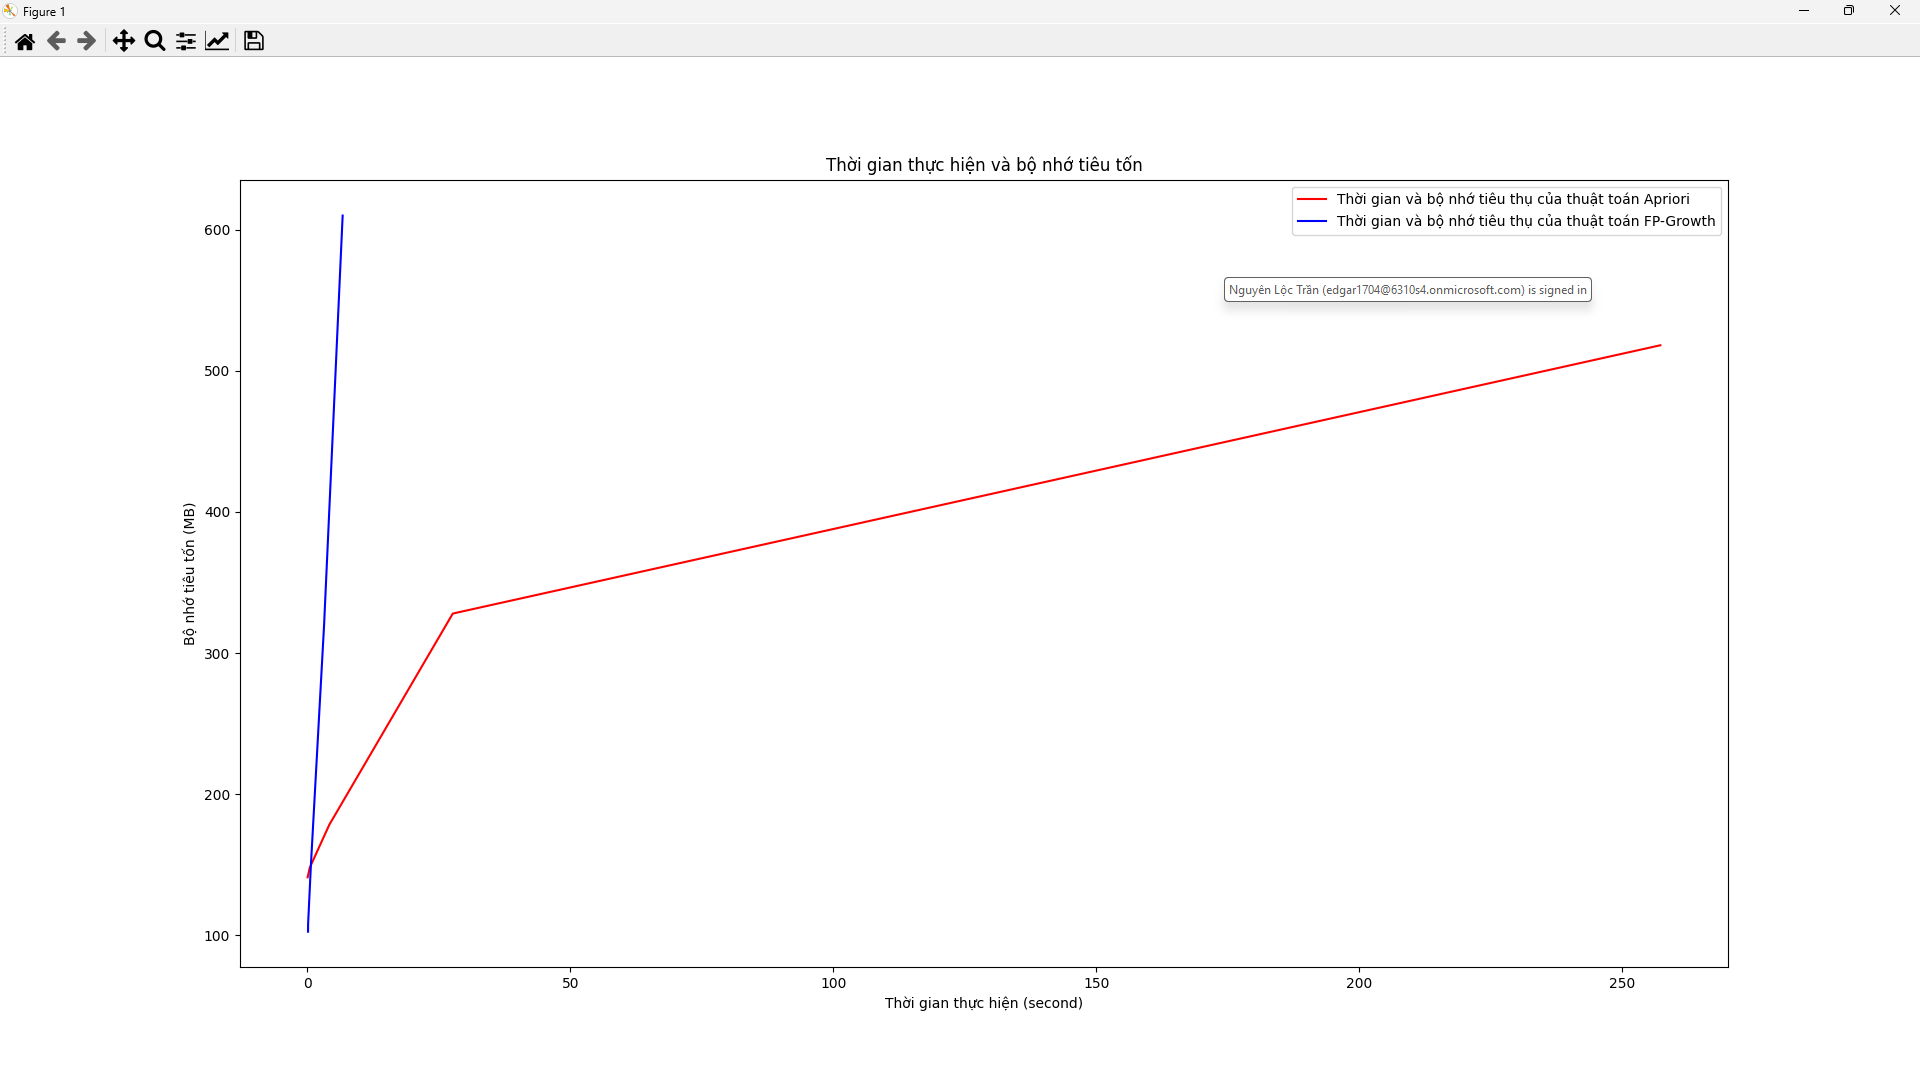 Figure 1
Thời gian thực hiện và bộ nhớ tiêu tốn
Thời gian và bộ nhớ tiêu thụ của thuật toán Apriori
Thời gian và bộ nhớ tiêu thụ của thuật toán FP-Growth
Nguyên Lộc Trần (edgar1704@6310s4.onmicrosoft.com) is signed in
600
500
400
300
200
100
Bộ nhớ tiêu tốn (MB)
0 50 100 150 200 250
Thời gian thực hiện (second)